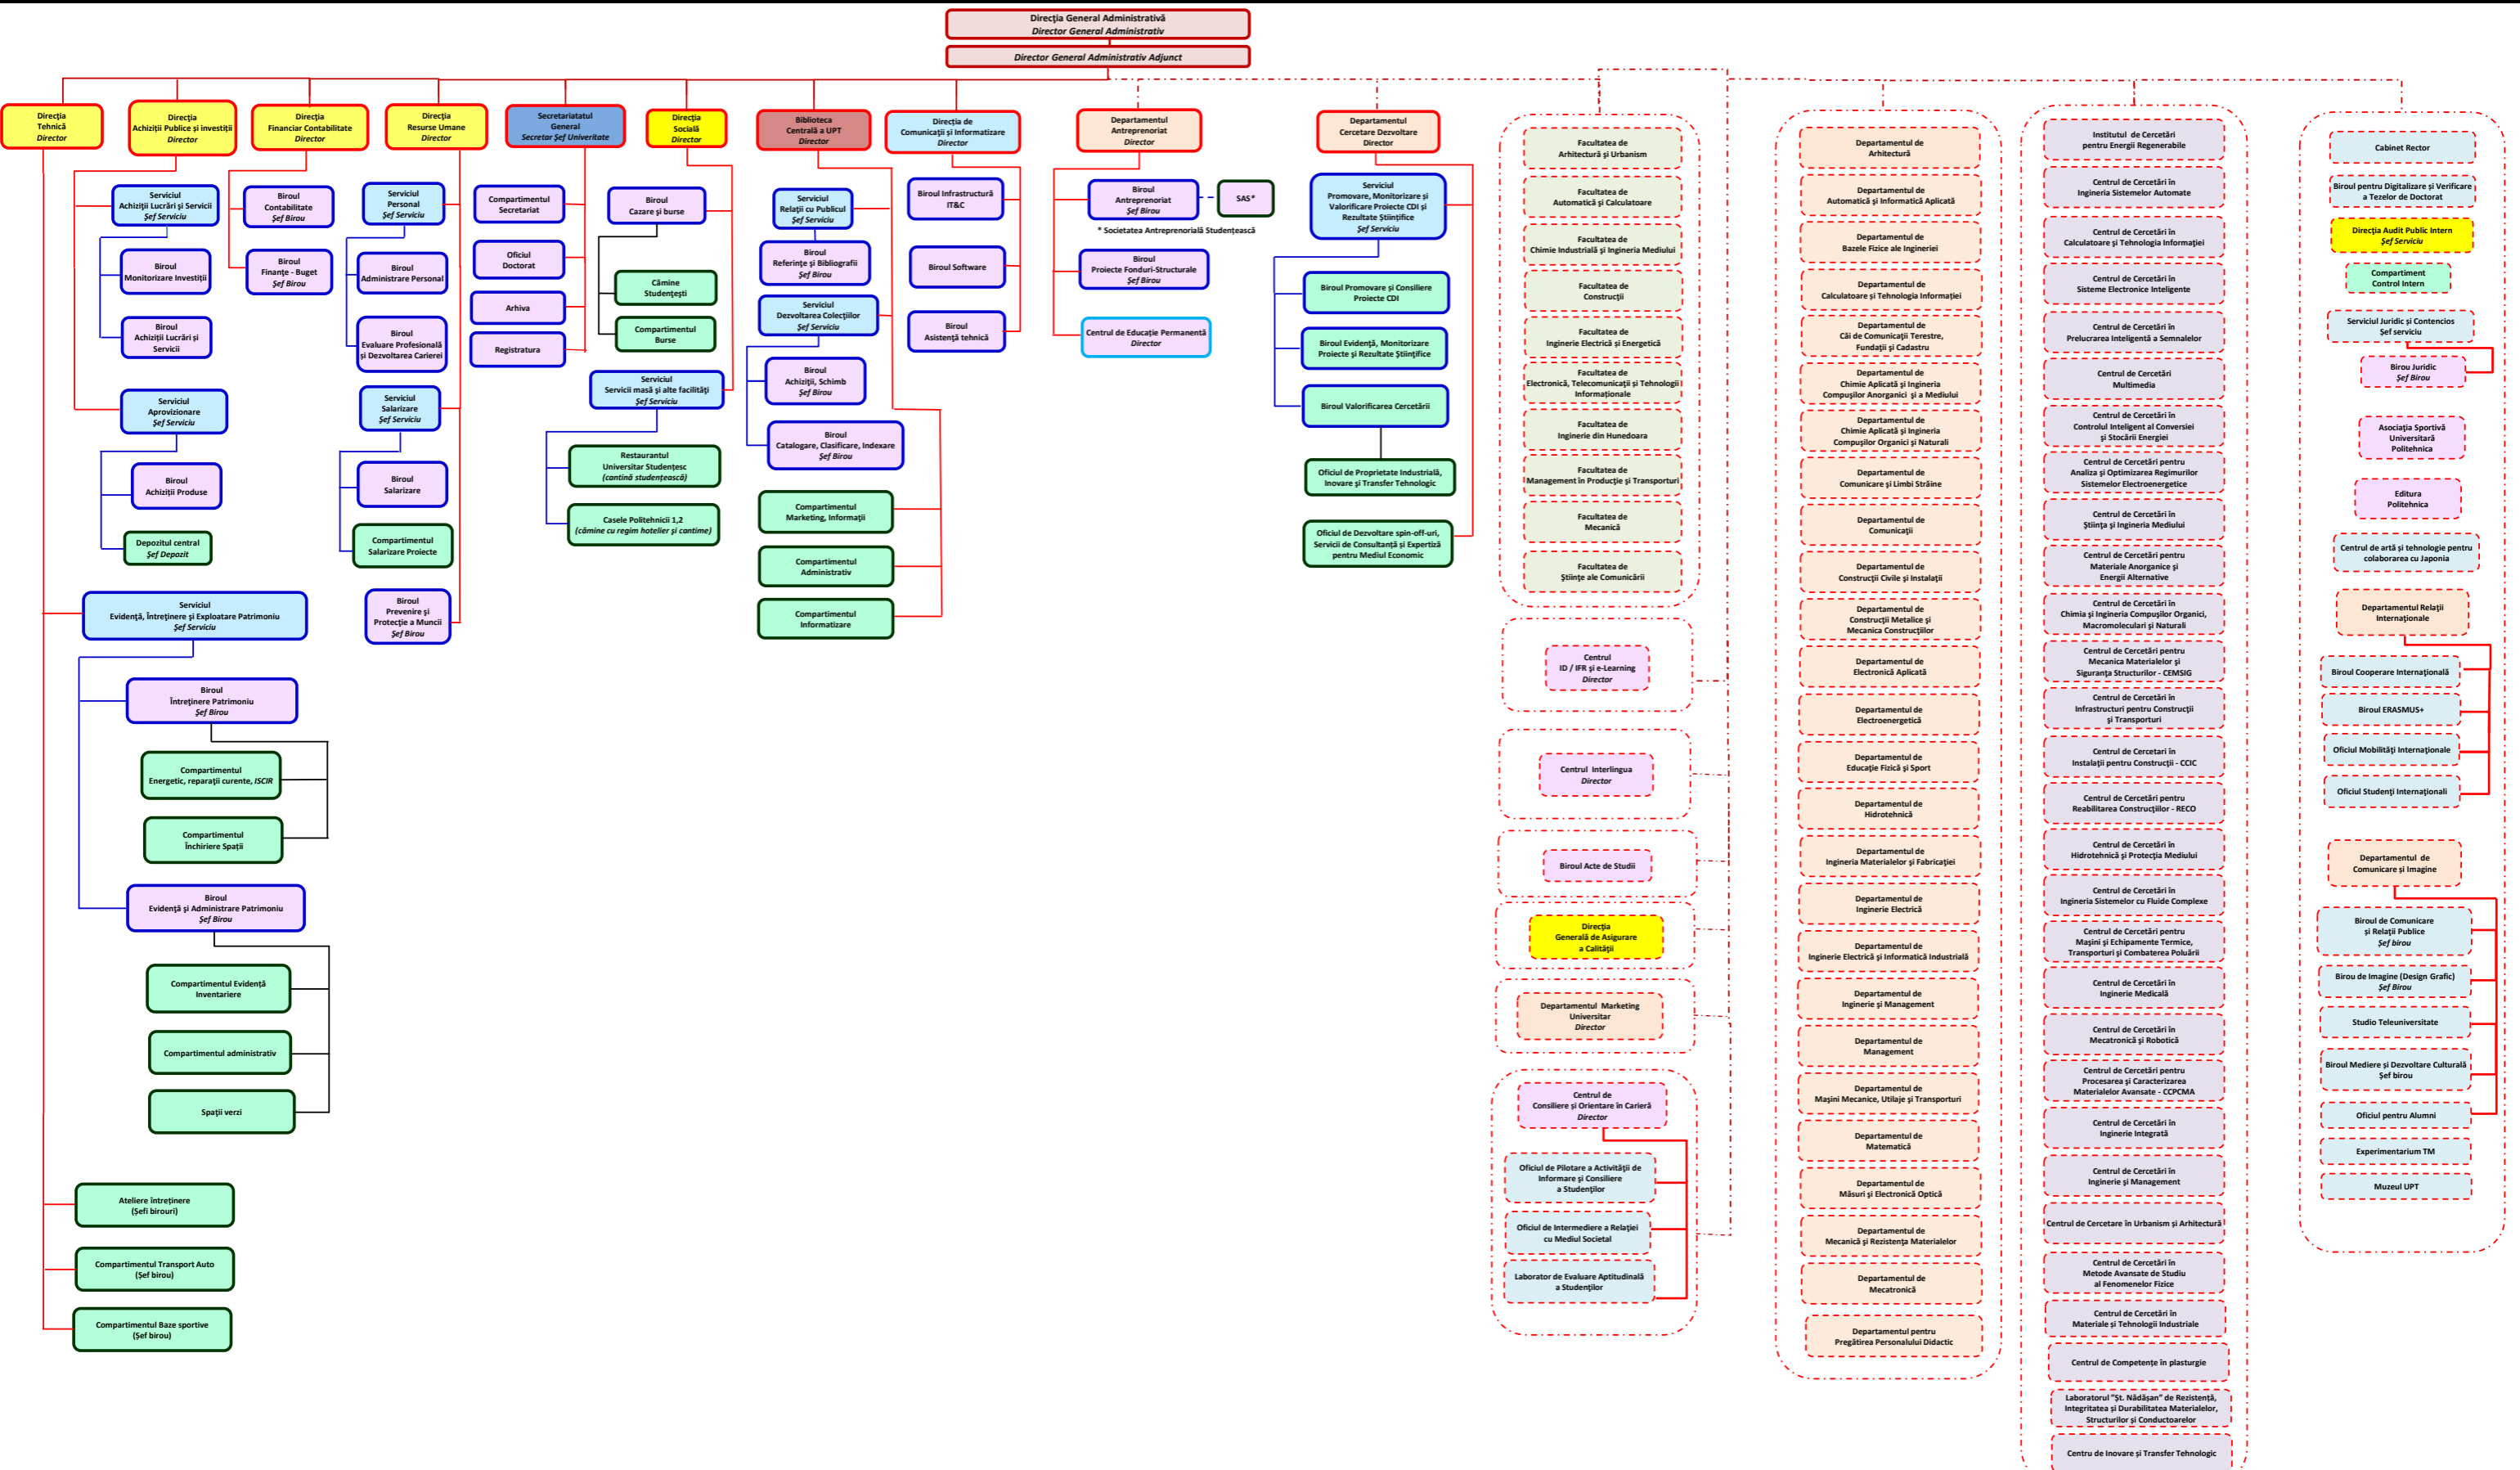 Direcţia General Administrativă
Director General Administrativ
Director General Administrativ Adjunct
Direcţia
Tehnică
Director
Direcţia
Achiziţii Publice şi investiţii
Director
Direcţia
Financiar Contabilitate
Director
Direcţia
Resurse Umane
Director
Secretariatatul
General
Secretar Şef Univeritate
Direcţia
Socială
Director
Biblioteca
Centrală a UPT
Director
Direcţia de
Comunicaţii şi Informatizare
Director
Departamentul
Antreprenoriat
Director
Departamentul
Cercetare Dezvoltare
Director
Serviciul
Achiziţii Lucrări şi Servicii
Şef Serviciu
Biroul
Monitorizare Investiţii
Biroul
Achiziţii Lucrări şi
Servicii
Serviciul
Aprovizionare
Şef Serviciu
Biroul
Achiziţii Produse
Depozitul central
Şef Depozit
Serviciul
Evidenţă, Întreţinere şi Exploatare Patrimoniu
Şef Serviciu
Biroul
Întreţinere Patrimoniu
Şef Birou
Compartimentul
Energetic, reparaţii curente, ISCIR
Compartimentul
Închiriere Spaţii
Biroul
Evidenţă şi Administrare Patrimoniu
Şef Birou
Compartimentul Evidenţă
Inventariere
Compartimentul administrativ
Spaţii verzi
Ateliere întreţinere
(Şefi birouri)
Compartimentul Transport Auto
(Şef birou)
Compartimentul Baze sportive
(Şef birou)
Biroul
Contabilitate
Şef Birou
Biroul
Finanţe - Buget
Şef Birou
Serviciul
Personal
Şef Serviciu
Biroul
Administrare Personal
Biroul
Evaluare Profesională
şi Dezvoltarea Carierei
Serviciul
Salarizare
Şef Serviciu
Biroul
Salarizare
Compartimentul
Salarizare Proiecte
Biroul
Prevenire şi
Protecţie a Muncii
Şef Birou
Compartimentul
Secretariat
Oficiul
Doctorat
Arhiva
Registratura
Biroul
Cazare şi burse
Cămine
Studenţeşti
Compartimentul
Burse
Serviciul
Servicii masă şi alte facilităţi
Şef Serviciu
Restaurantul
Universitar Studenţesc
(cantină studenţească)
Casele Politehnicii 1,2
(cămine cu regim hotelier şi cantime)
Serviciul
Relaţii cu Publicul
Şef Serviciu
Biroul
Referinţe şi Bibliografii
Şef Birou
Serviciul
Dezvoltarea Colecţiilor
Şef Serviciu
Biroul
Achiziţii, Schimb
Şef Birou
Biroul
Catalogare, Clasificare, Indexare
Şef Birou
Compartimentul
Marketing, Informaţii
Compartimentul
Administrativ
Compartimentul
Informatizare
Biroul Infrastructură
IT&C
Biroul Software
Biroul
Asistenţă tehnică
Biroul
Antreprenoriat
Şef Birou
SAS*
* Societatea Antreprenorială Studenţească
Biroul
Proiecte Fonduri-Structurale
Şef Birou
Centrul de Educaţie Permanentă
Director
Serviciul
Promovare, Monitorizare şi
Valorificare Proiecte CDI şi
Rezultate Ştiinţifice
Şef Serviciu
Biroul Promovare şi Consiliere
Proiecte CDI
Biroul Evidenţă, Monitorizare
Proiecte şi Rezultate Ştiinţifice
Biroul Valorificarea Cercetării
Oficiul de Proprietate Industrială,
Inovare şi Transfer Tehnologic
Oficiul de Dezvoltare spin-off-uri,
Servicii de Consultanţă şi Expertiză
pentru Mediul Economic
Facultatea de
Arhitectură şi Urbanism
Facultatea de
Automatică şi Calculatoare
Facultatea de
Chimie Industrială şi Ingineria Mediului
Facultatea de
Construcţii
Facultatea de
Inginerie Electrică şi Energetică
Facultatea de
Electronică, Telecomunicaţii şi Tehnologii
Informaţionale
Facultatea de
Inginerie din Hunedoara
Facultatea de
Management în Producţie şi Transporturi
Facultatea de
Mecanică
Facultatea de
Ştiinţe ale Comunicării
Centrul
ID / IFR şi e-Learning
Director
Centrul Interlingua
Director
Biroul Acte de Studii
Direcţia
Generală de Asigurare
a Calităţii
Departamentul Marketing
Universitar
Director
Centrul de
Consiliere şi Orientare în Carieră
Director
Oficiul de Pilotare a Activităţii de
Informare şi Consiliere
a Studenţilor
Oficiul de Intermediere a Relaţiei
cu Mediul Societal
Laborator de Evaluare Aptitudinală
a Studenţilor
Departamentul de
Arhitectură
Departamentul de
Automatică şi Informatică Aplicată
Departamentul de
Bazele Fizice ale Ingineriei
Departamentul de
Calculatoare şi Tehnologia Informaţiei
Departamentul de
Căi de Comunicaţii Terestre,
Fundaţii şi Cadastru
Departamentul de
Chimie Aplicată şi Ingineria
Compuşilor Anorganici şi a Mediului
Departamentul de
Chimie Aplicată şi Ingineria
Compuşilor Organici şi Naturali
Departamentul de
Comunicare şi Limbi Străine
Departamentul de
Comunicaţii
Departamentul de
Construcţii Civile şi Instalaţii
Departamentul de
Construcţii Metalice şi
Mecanica Construcţiilor
Departamentul de
Electronică Aplicată
Departamentul de
Electroenergetică
Departamentul de
Educaţie Fizică şi Sport
Departamentul de
Hidrotehnică
Departamentul de
Ingineria Materialelor şi Fabricaţiei
Departamentul de
Inginerie Electrică
Departamentul de
Inginerie Electrică şi Informatică Industrială
Departamentul de
Inginerie şi Management
Departamentul de
Management
Departamentul de
Maşini Mecanice, Utilaje şi Transporturi
Departamentul de
Matematică
Departamentul de
Măsuri şi Electronică Optică
Departamentul de
Mecanică şi Rezistenţa Materialelor
Departamentul de
Mecatronică
Departamentul pentru
Pregătirea Personalului Didactic
Institutul de Cercetări
pentru Energii Regenerabile
Centrul de Cercetări în
Ingineria Sistemelor Automate
Centrul de Cercetări în
Calculatoare şi Tehnologia Informaţiei
Centrul de Cercetări în
Sisteme Electronice Inteligente
Centrul de Cercetări în
Prelucrarea Inteligentă a Semnalelor
Centrul de Cercetări
Multimedia
Centrul de Cercetări în
Controlul Inteligent al Conversiei
şi Stocării Energiei
Centrul de Cercetări pentru
Analiza şi Optimizarea Regimurilor
Sistemelor Electroenergetice
Centrul de Cercetări în
Ştiinţa şi Ingineria Mediului
Centrul de Cercetări pentru
Materiale Anorganice şi
Energii Alternative
Centrul de Cercetări în
Chimia şi Ingineria Compuşilor Organici,
Macromoleculari şi Naturali
Centrul de Cercetări pentru
Mecanica Materialelor şi
Siguranţa Structurilor - CEMSIG
Centrul de Cercetări în
Infrastructuri pentru Construcţii
şi Transporturi
Centrul de Cercetari în
Instalaţii pentru Construcţii - CCIC
Centrul de Cercetări pentru
Reabilitarea Construcţiilor - RECO
Centrul de Cercetări în
Hidrotehnică şi Protecţia Mediului
Centrul de Cercetări în
Ingineria Sistemelor cu Fluide Complexe
Centrul de Cercetări pentru
Maşini şi Echipamente Termice,
Transporturi şi Combaterea Poluării
Centrul de Cercetări în
Inginerie Medicală
Centrul de Cercetări în
Mecatronică şi Robotică
Centrul de Cercetări pentru
Procesarea şi Caracterizarea
Materialelor Avansate - CCPCMA
Centrul de Cercetări în
Inginerie Integrată
Centrul de Cercetări în
Inginerie şi Management
Centrul de Cercetare în Urbanism şi Arhitectură
Centrul de Cercetări în
Metode Avansate de Studiu
al Fenomenelor Fizice
Centrul de Cercetări în
Materiale şi Tehnologii Industriale
Centrul de Competenţe în plasturgie
Laboratorul "Şt. Nădăşan" de Rezistenţă,
Integritatea şi Durabilitatea Materialelor,
Structurilor şi Conductoarelor
Centru de Inovare şi Transfer Tehnologic
Cabinet Rector
Biroul pentru Digitalizare şi Verificare
a Tezelor de Doctorat
Direcţia Audit Public Intern
Şef Serviciu
Compartiment
Control Intern
Serviciul Juridic şi Contencios
Şef serviciu
Birou Juridic
Şef Birou
Asociaţia Sportivă
Universitară
Politehnica
Editura
Politehnica
Centrul de artă şi tehnologie pentru
colaborarea cu Japonia
Departamentul Relaţii
Internaţionale
Biroul Cooperare Internaţională
Biroul ERASMUS+
Oficiul Mobilităţi Internaţionale
Oficiul Studenţi Internaţionali
Departamentul de
Comunicare şi Imagine
Biroul de Comunicare
şi Relaţii Publice
Şef birou
Birou de Imagine (Design Grafic)
Şef Birou
Studio Teleuniversitate
Biroul Mediere şi Dezvoltare Culturală
Şef birou
Oficiul pentru Alumni
Experimentarium TM
Muzeul UPT